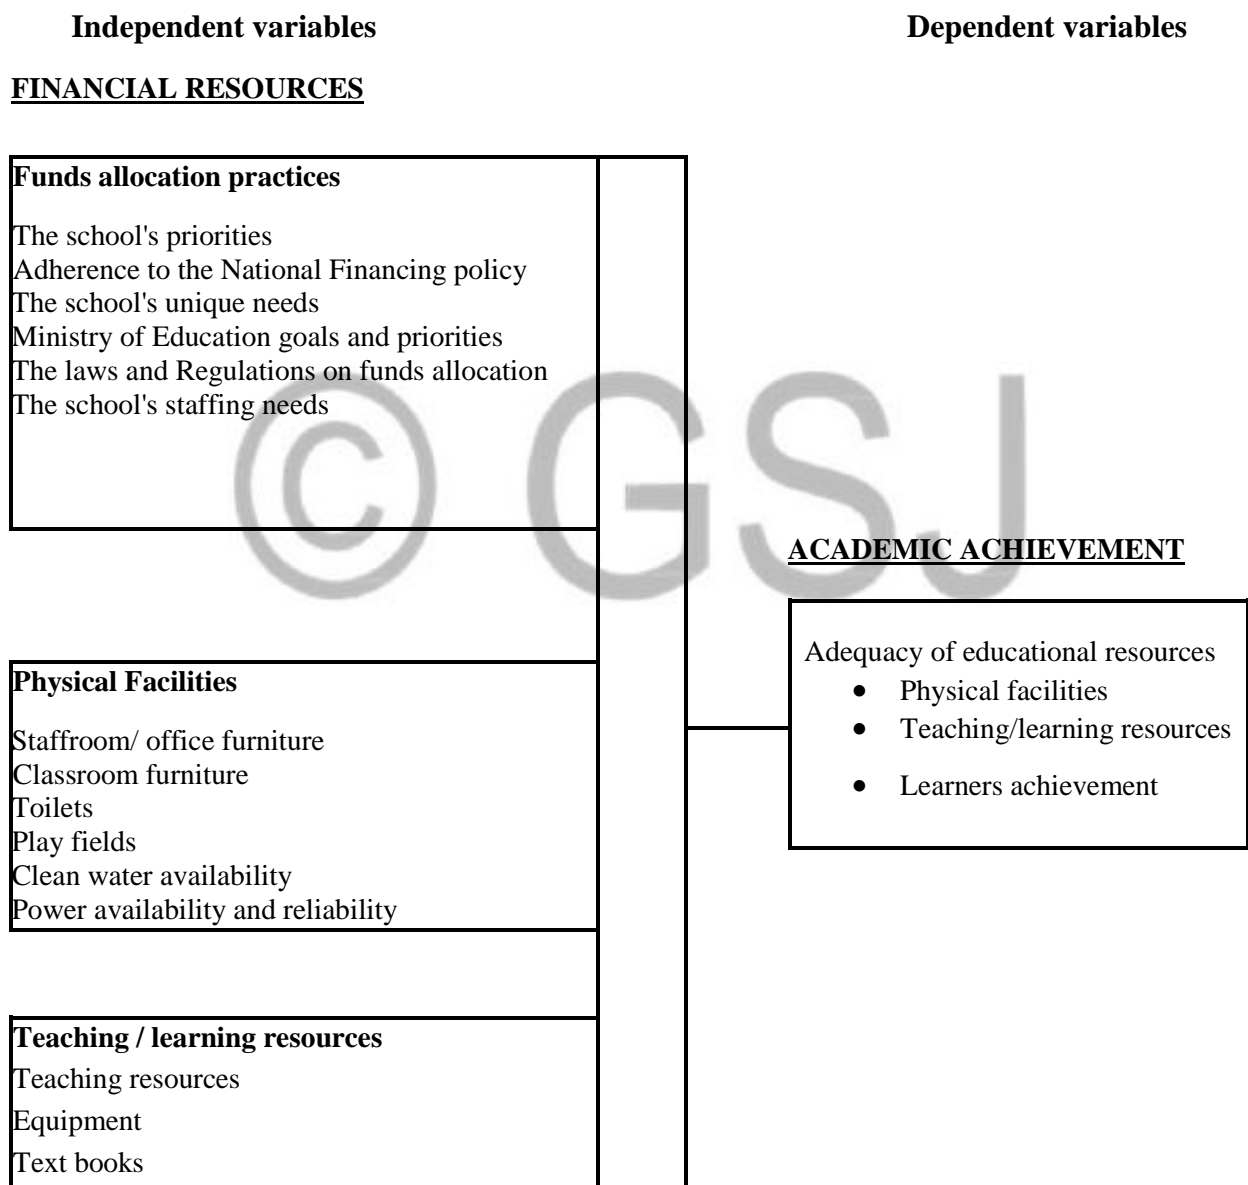 Independent variables
Dependent variables
FINANCIAL RESOURCES
Funds allocation practices
The school's priorities
Adherence to the National Financing policy
The school's unique needs
Ministry of Education goals and priorities
The laws and Regulations on funds allocation
The school's staffing needs
© GSJ
Physical Facilities
Staffroom/ office furniture
Classroom furniture
Toilets
Play fields
Clean water availability
Power availability and reliability
Teaching / learning resources
Teaching resources
Equipment
Text books
ACADEMIC ACHIEVEMENT
Adequacy of educational resources
• Physical facilities
• Teaching/learning resources
• Learners achievement